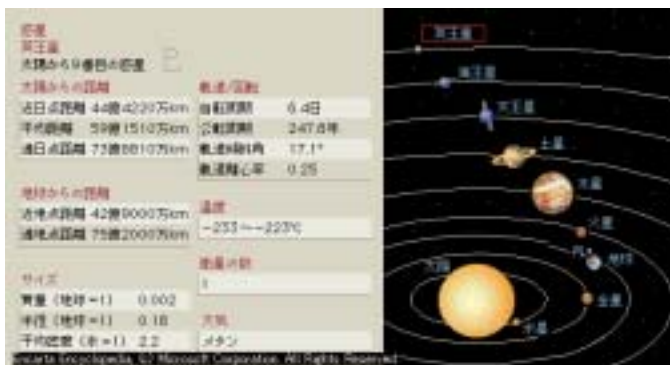 惑星
冥王星
太陽から9番目の惑星
太陽からの距離
近日点距離 44億4220万km
平均距離 59億1510万km
遠日点距離 73億8810万km
地球からの距離
近地点距離 42億9000万km
遠地点距離 75億2000万km
サイズ
質量（地球=1） 0.002
半径（地球=1） 0.18
平均密度（水=1） 2.2
軌道/回転
自転周期 6.4日
公転周期 247.6年
軌道傾斜角 17.1°
軌道離心率 0.25
温度
-233～-223℃
衛星の数
1
大気
メタン
冥王星
海王星
天王星
土星
木星
火星
月
地球
太陽
金星
水星
Encarta Encyclopedia, (C) Microsoft Corporation. All Rights Reserved